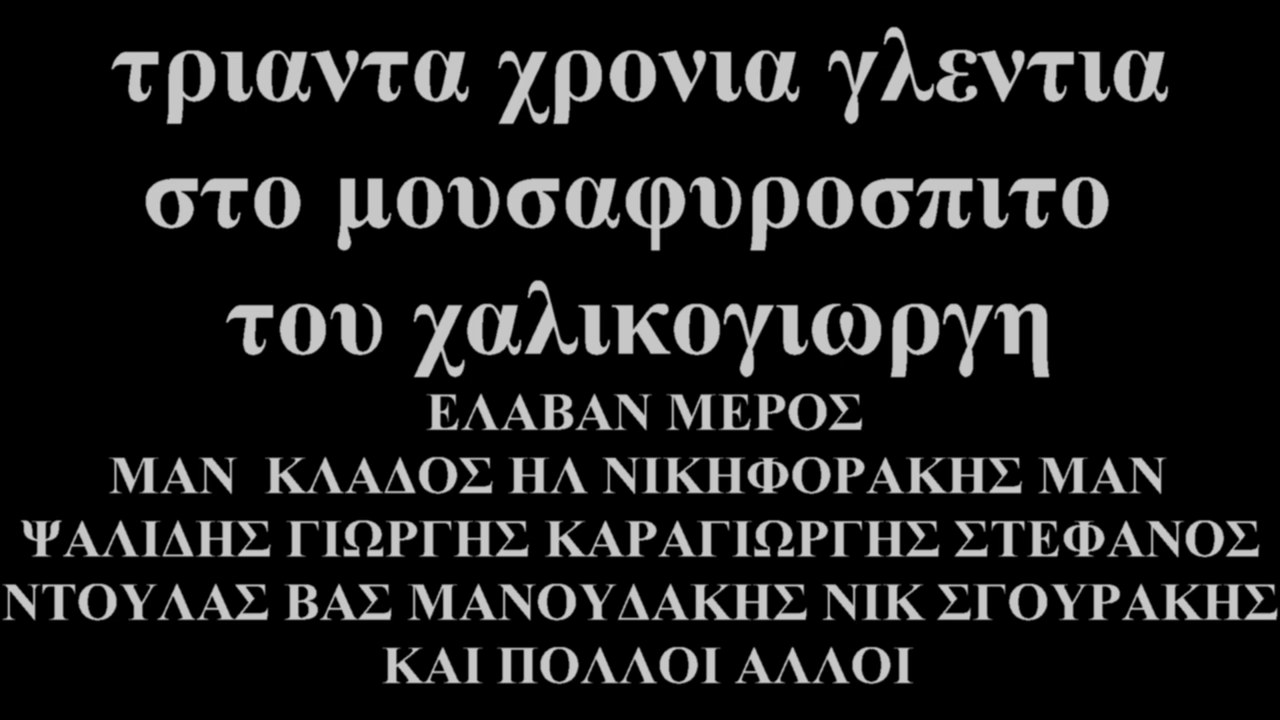 τριαντα χρονια γλεντια
στο μουσαφυροσπιτο
του χαλικογιωργη
ΕΛΑΒΑΝ ΜΕΡΟΣ
ΜΑΝ ΚΛΑΔΟΣ ΗΛ ΝΙΚΗΦΟΡΑΚΗΣ ΜΑΝ
ΨΑΛΙΔΗΣ ΓΙΩΡΓΗΣ ΚΑΡΑΓΙΩΡΓΗΣ ΣΤΕΦΑΝΟΣ
ΝΤΟΥΛΑΣ ΒΑΣ ΜΑΝΟΥΔΑΚΗΣ ΝΙΚ ΣΓΟΥΡΑΚΗΣ
ΚΑΙ ΠΟΛΛΟΙ ΑΛΛΟΙ